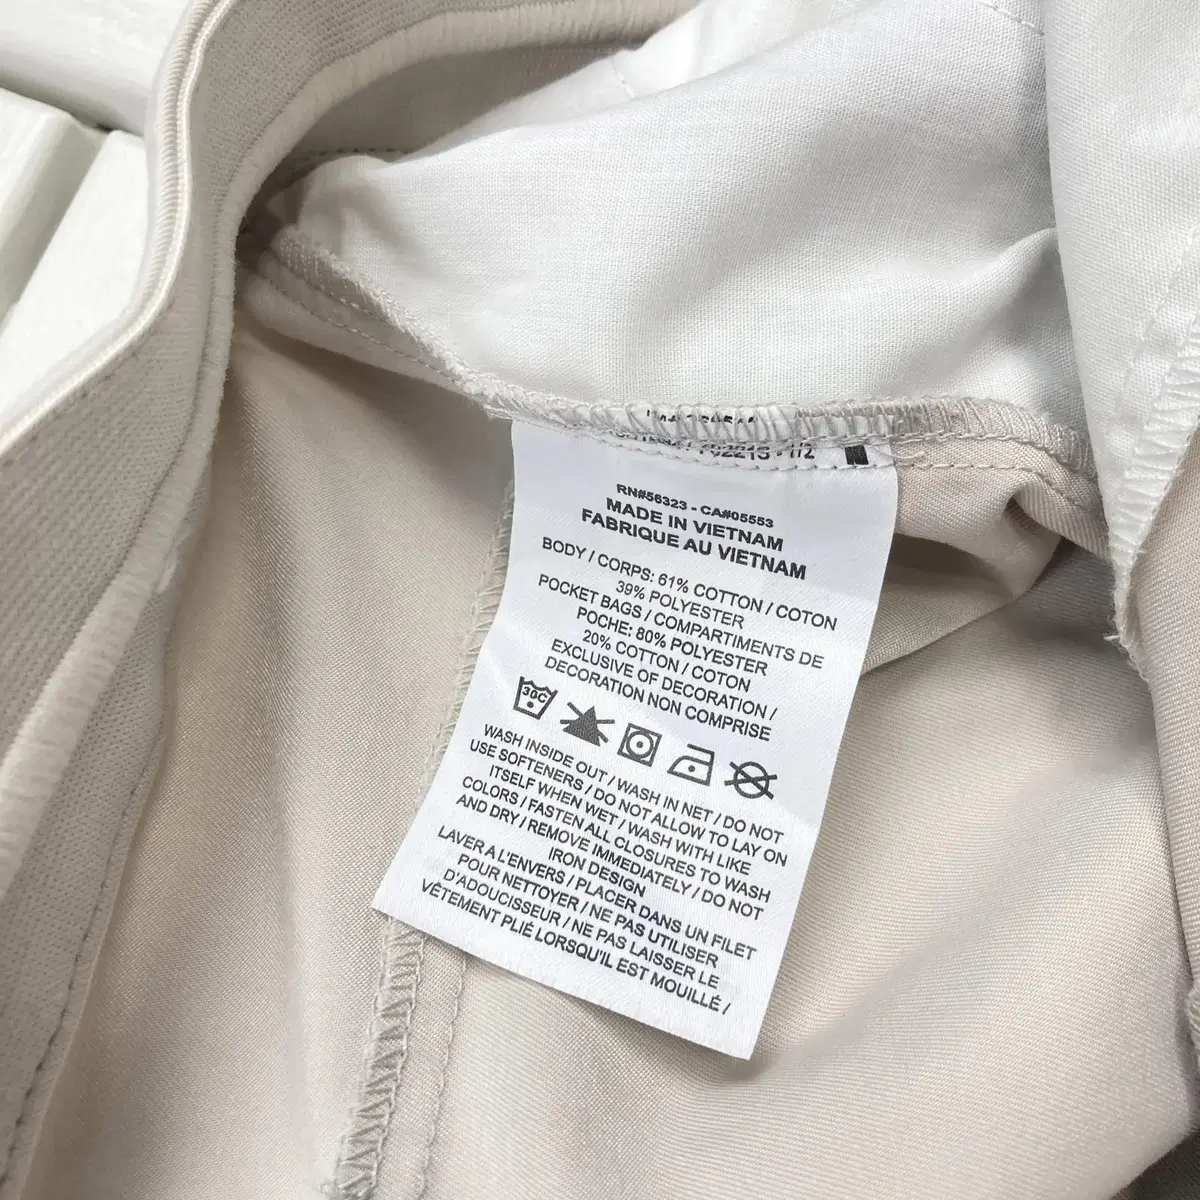 RN#56323 - CA#05553
MADE IN VIETNAM
FABRIQUE AU VIETNAM
BODY / CORPS: 61% COTTON / COTON
39% POLYESTER
POCKET BAGS / COMPARTIMENTS DE
POCHE: 80% POLYESTER
20% COTTON / COTON
EXCLUSIVE OF DECORATION /
DECORATION NON COMPRISE
30C
WASH INSIDE OUT / WASH IN NET / DO NOT
USE SOFTENERS / DO NOT ALLOW TO LAY ON
ITSELF WHEN WET / WASH WITH LIKE
COLORS / FASTEN ALL CLOSURES TO WASH
AND DRY / REMOVE IMMEDIATELY / DO NOT
IRON DESIGN
LAVER A L'ENVERS / PLACER DANS UN FILET
POUR NETTOYER / NE PAS UTILISER
D'ADOUCISSEUR / NE PAS LAISSER LE
VÊTEMENT PLIÉ LORSQU'IL EST MOUILLÉ /